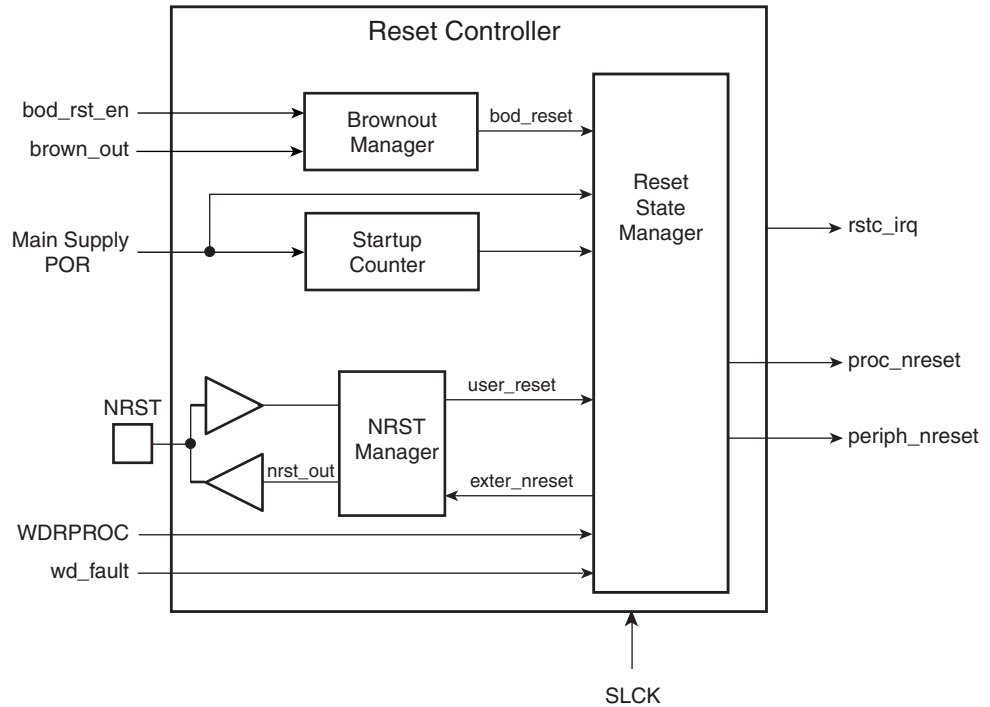 Reset Controller
bod_rst_en
brown_out
Brownout
Manager
bod_reset
Main Supply
POR
Startup
Counter
Reset
State
Manager
rstc_irq
proc_nreset
periph_nreset
NRST
NRST
Manager
user_reset
nrst_out
exter_nreset
WDRPROC
wd_fault
SLCK